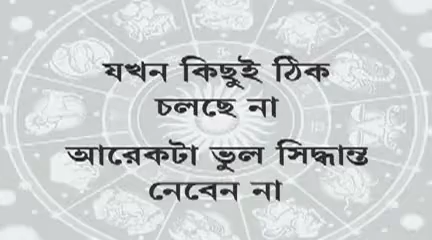 যখন কিছুই ঠিক
চলছে না
আরেকটা ভুল সিদ্ধান্ত
নেবেন না